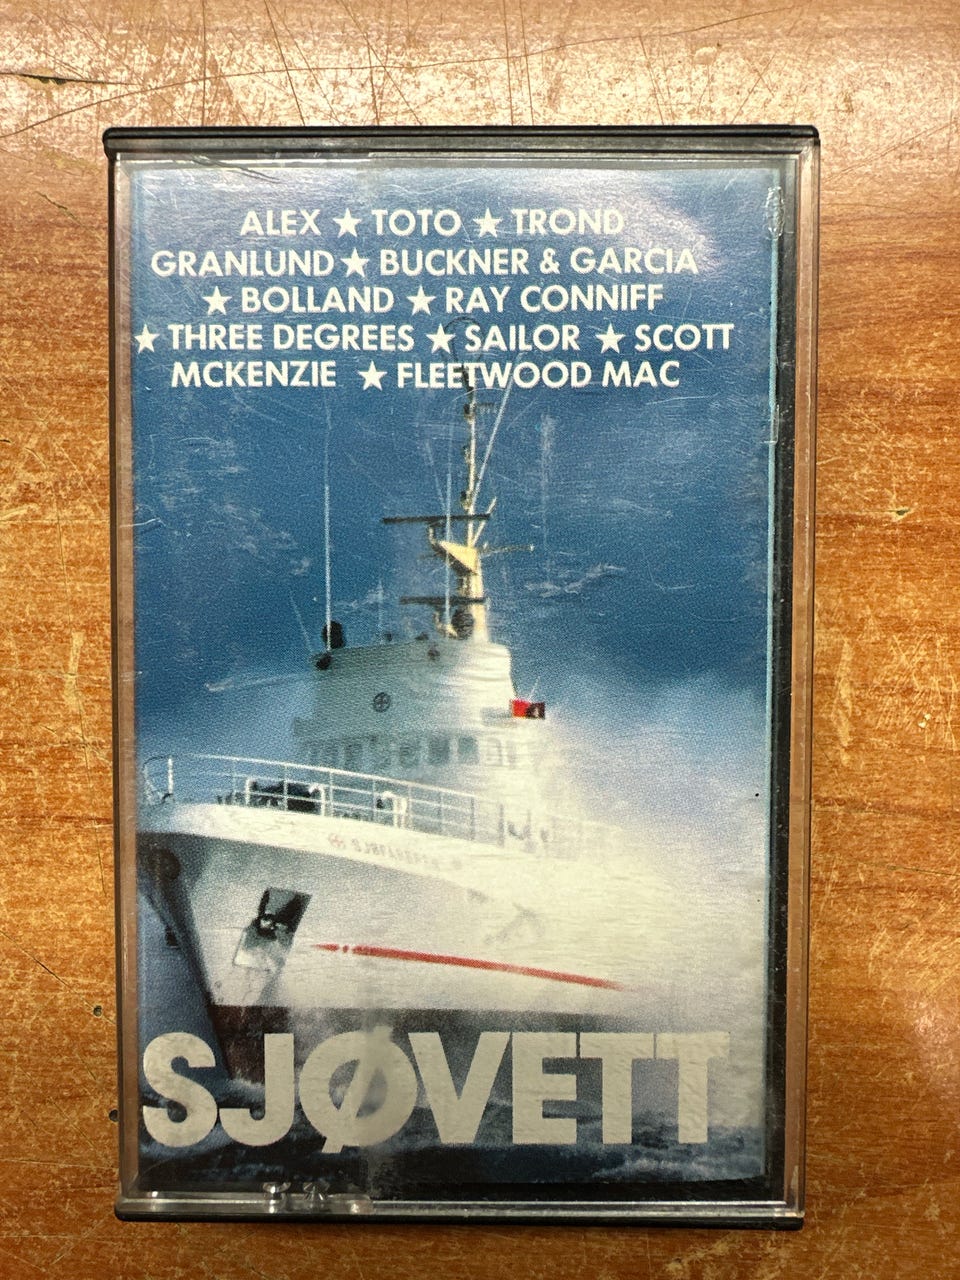 ALEX ★ TOTO ★ TROND
GRANLUND ★ BUCKNER & GARCIA
★ BOLLAND ★ RAY CONNIFF
★ THREE DEGREES ★ SAILOR ★ SCOTT
MCKENZIE ★ FLEETWOOD MAC
SJØVETT